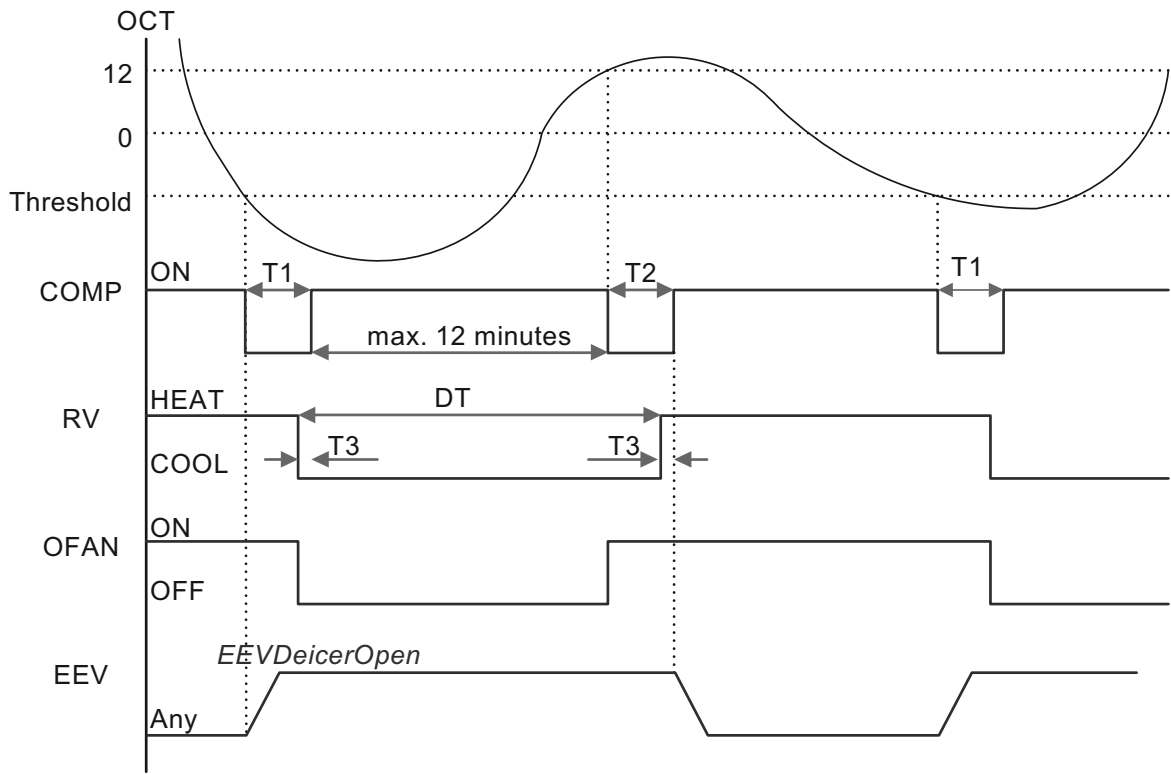 OCT
12
0
Threshold
COMP
ON
T1
T2
T1
max. 12 minutes
RV
HEAT
DT
COOL
T3
T3
OFAN
ON
OFF
EEV
EEVDeicerOpen
Any